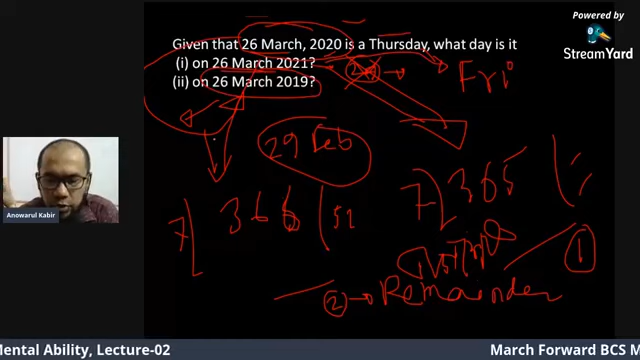 Powered by
StreamYard
Given that 26 March, 2020 is a Thursday, what day is it
(i) on 26 March 2021?
(ii) on 26 March 2019?
Fri
29 Feb
7) 366 (52
7) 365 (
1
2 → Remainder
Anowarul Kabir
Mental Ability, Lecture-02
March Forward BCS M